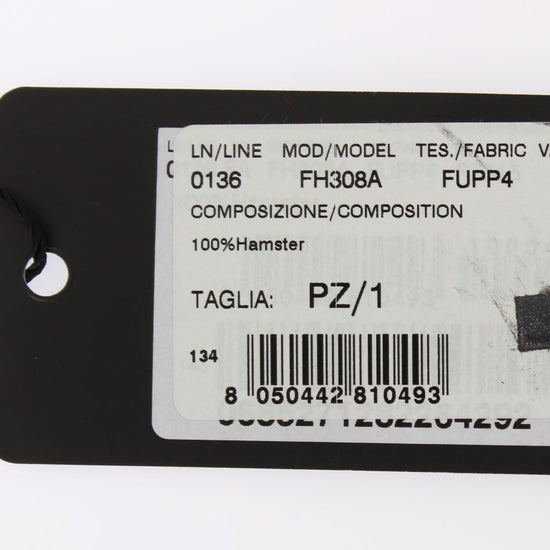 LN/LINE MOD/MODEL TES./FABRIC
0136 FH308A FUPP4
COMPOSIZIONE/COMPOSITION
100%Hamster
TAGLIA: PZ/1
134
8 050442 810493